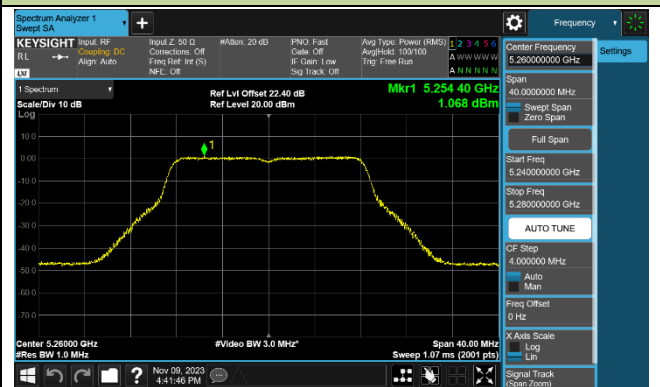 Spectrum Analyzer 1
Swept SA
+
Frequency
KEYSIGHT
RL
LXI
Input: RF
Coupling: DC
Align: Auto
Input Z: 50 Ω
Corrections: Off
Freq Ref: Int (S)
NFE: Off
#Atten: 20 dB
PNO: Fast
Gate: Off
IF Gain: Low
Sig Track: Off
Avg Type: Power (RMS)
Avg|Hold: 100/100
Trig: Free Run
1 2 3 4 5 6
A W W W W W
A N N N N N
1 Spectrum
Scale/Div 10 dB
Log
Ref Lvl Offset 22.40 dB
Ref Level 20.00 dBm
Mkr1 5.254 40 GHz
1.068 dBm
1
10.0
0.00
-10.0
-20.0
-30.0
-40.0
-50.0
-60.0
-70.0
Center 5.26000 GHz
#Res BW 1.0 MHz
#Video BW 3.0 MHz*
Span 40.00 MHz
Sweep 1.07 ms (2001 pts)
Nov 09, 2023
4:41:46 PM
?
Center Frequency
5.260000000 GHz
Span
40.0000000 MHz
Swept Span
Zero Span
Full Span
Start Freq
5.240000000 GHz
Stop Freq
5.280000000 GHz
AUTO TUNE
CF Step
4.000000 MHz
Auto
Man
Freq Offset
0 Hz
X Axis Scale
Log
Lin
Signal Track
(Span Zoom)
Settings